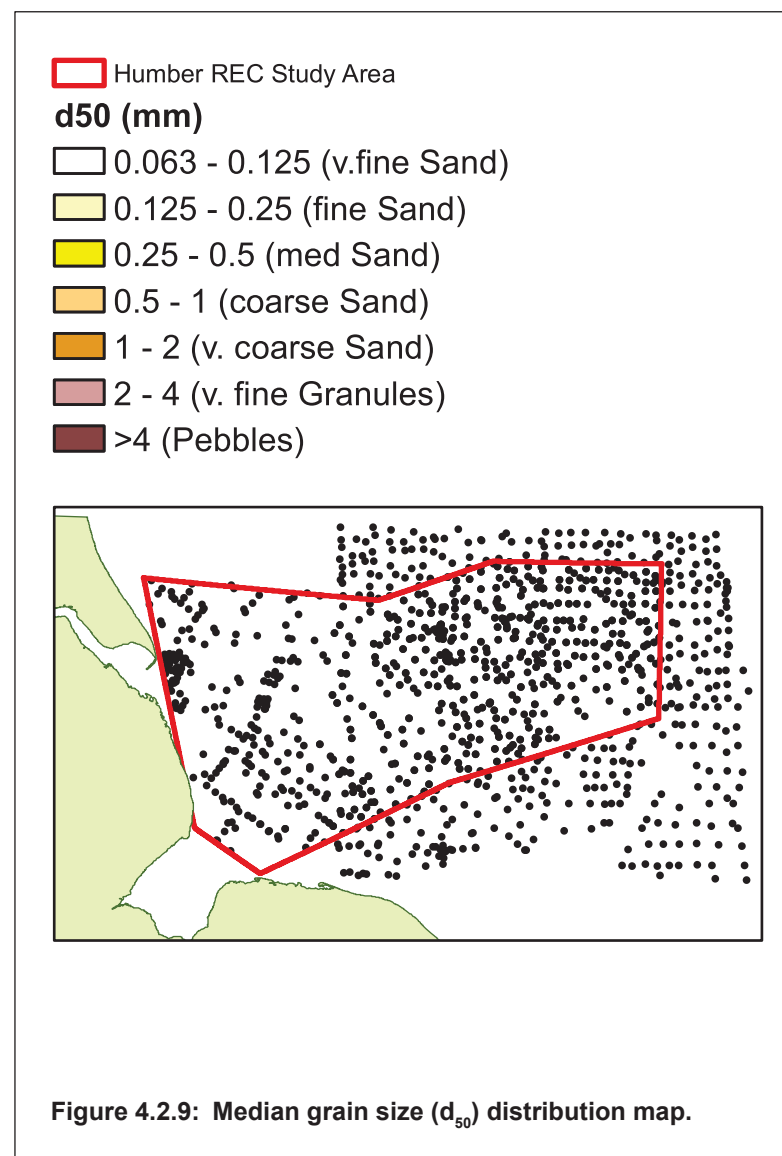 Humber REC Study Area
d50 (mm)
0.063 - 0.125 (v.fine Sand)
0.125 - 0.25 (fine Sand)
0.25 - 0.5 (med Sand)
0.5 - 1 (coarse Sand)
1 - 2 (v. coarse Sand)
2 - 4 (v. fine Granules)
>4 (Pebbles)
Figure 4.2.9: Median grain size (d50) distribution map.